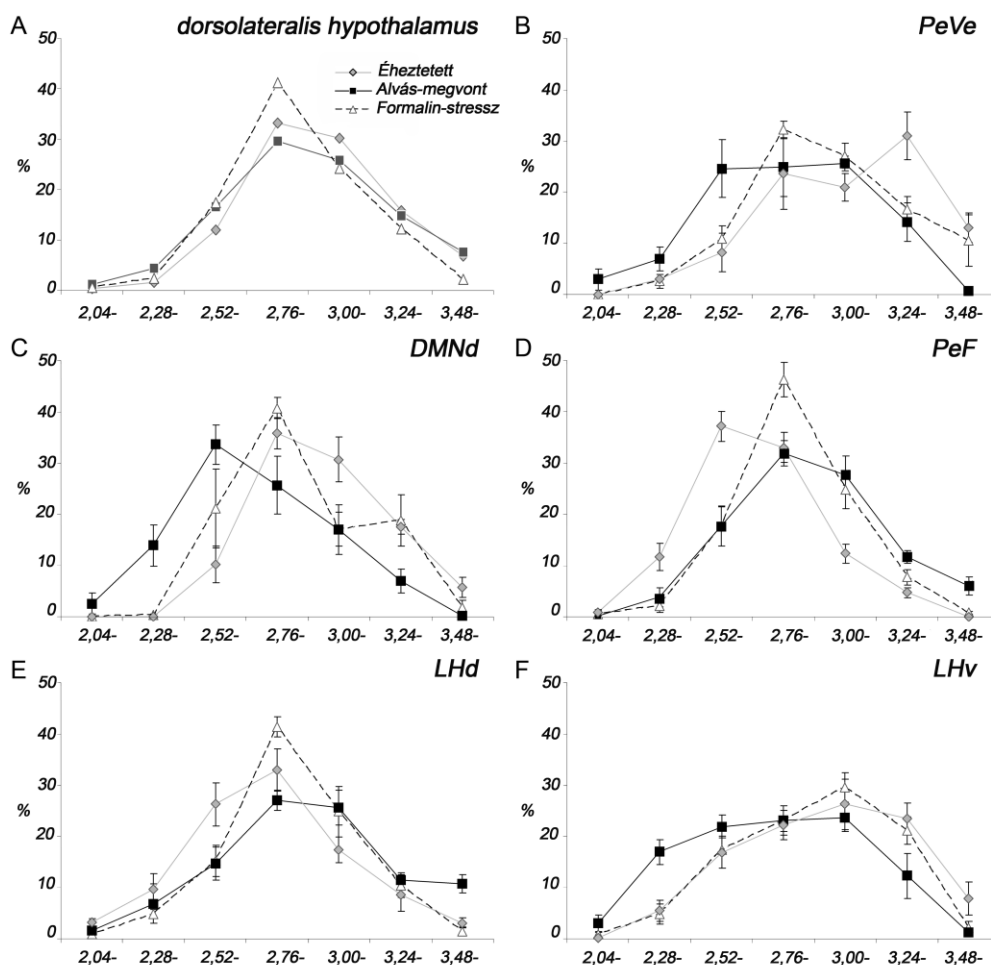 A dorsolateralis hypothalamus
50
40
30
%
20
10
0
Éheztetett
Alvás-megvont
Formalin-stressz
2,04- 2,28- 2,52- 2,76- 3,00- 3,24- 3,48-
B PeVe
50
40
30
%
20
10
0
2,04- 2,28- 2,52- 2,76- 3,00- 3,24- 3,48-
C DMNd
50
40
30
%
20
10
0
2,04- 2,28- 2,52- 2,76- 3,00- 3,24- 3,48-
D PeF
50
40
30
%
20
10
0
2,04- 2,28- 2,52- 2,76- 3,00- 3,24- 3,48-
E LHd
50
40
30
%
20
10
0
2,04- 2,28- 2,52- 2,76- 3,00- 3,24- 3,48-
F LHv
50
40
30
%
20
10
0
2,04- 2,28- 2,52- 2,76- 3,00- 3,24- 3,48-